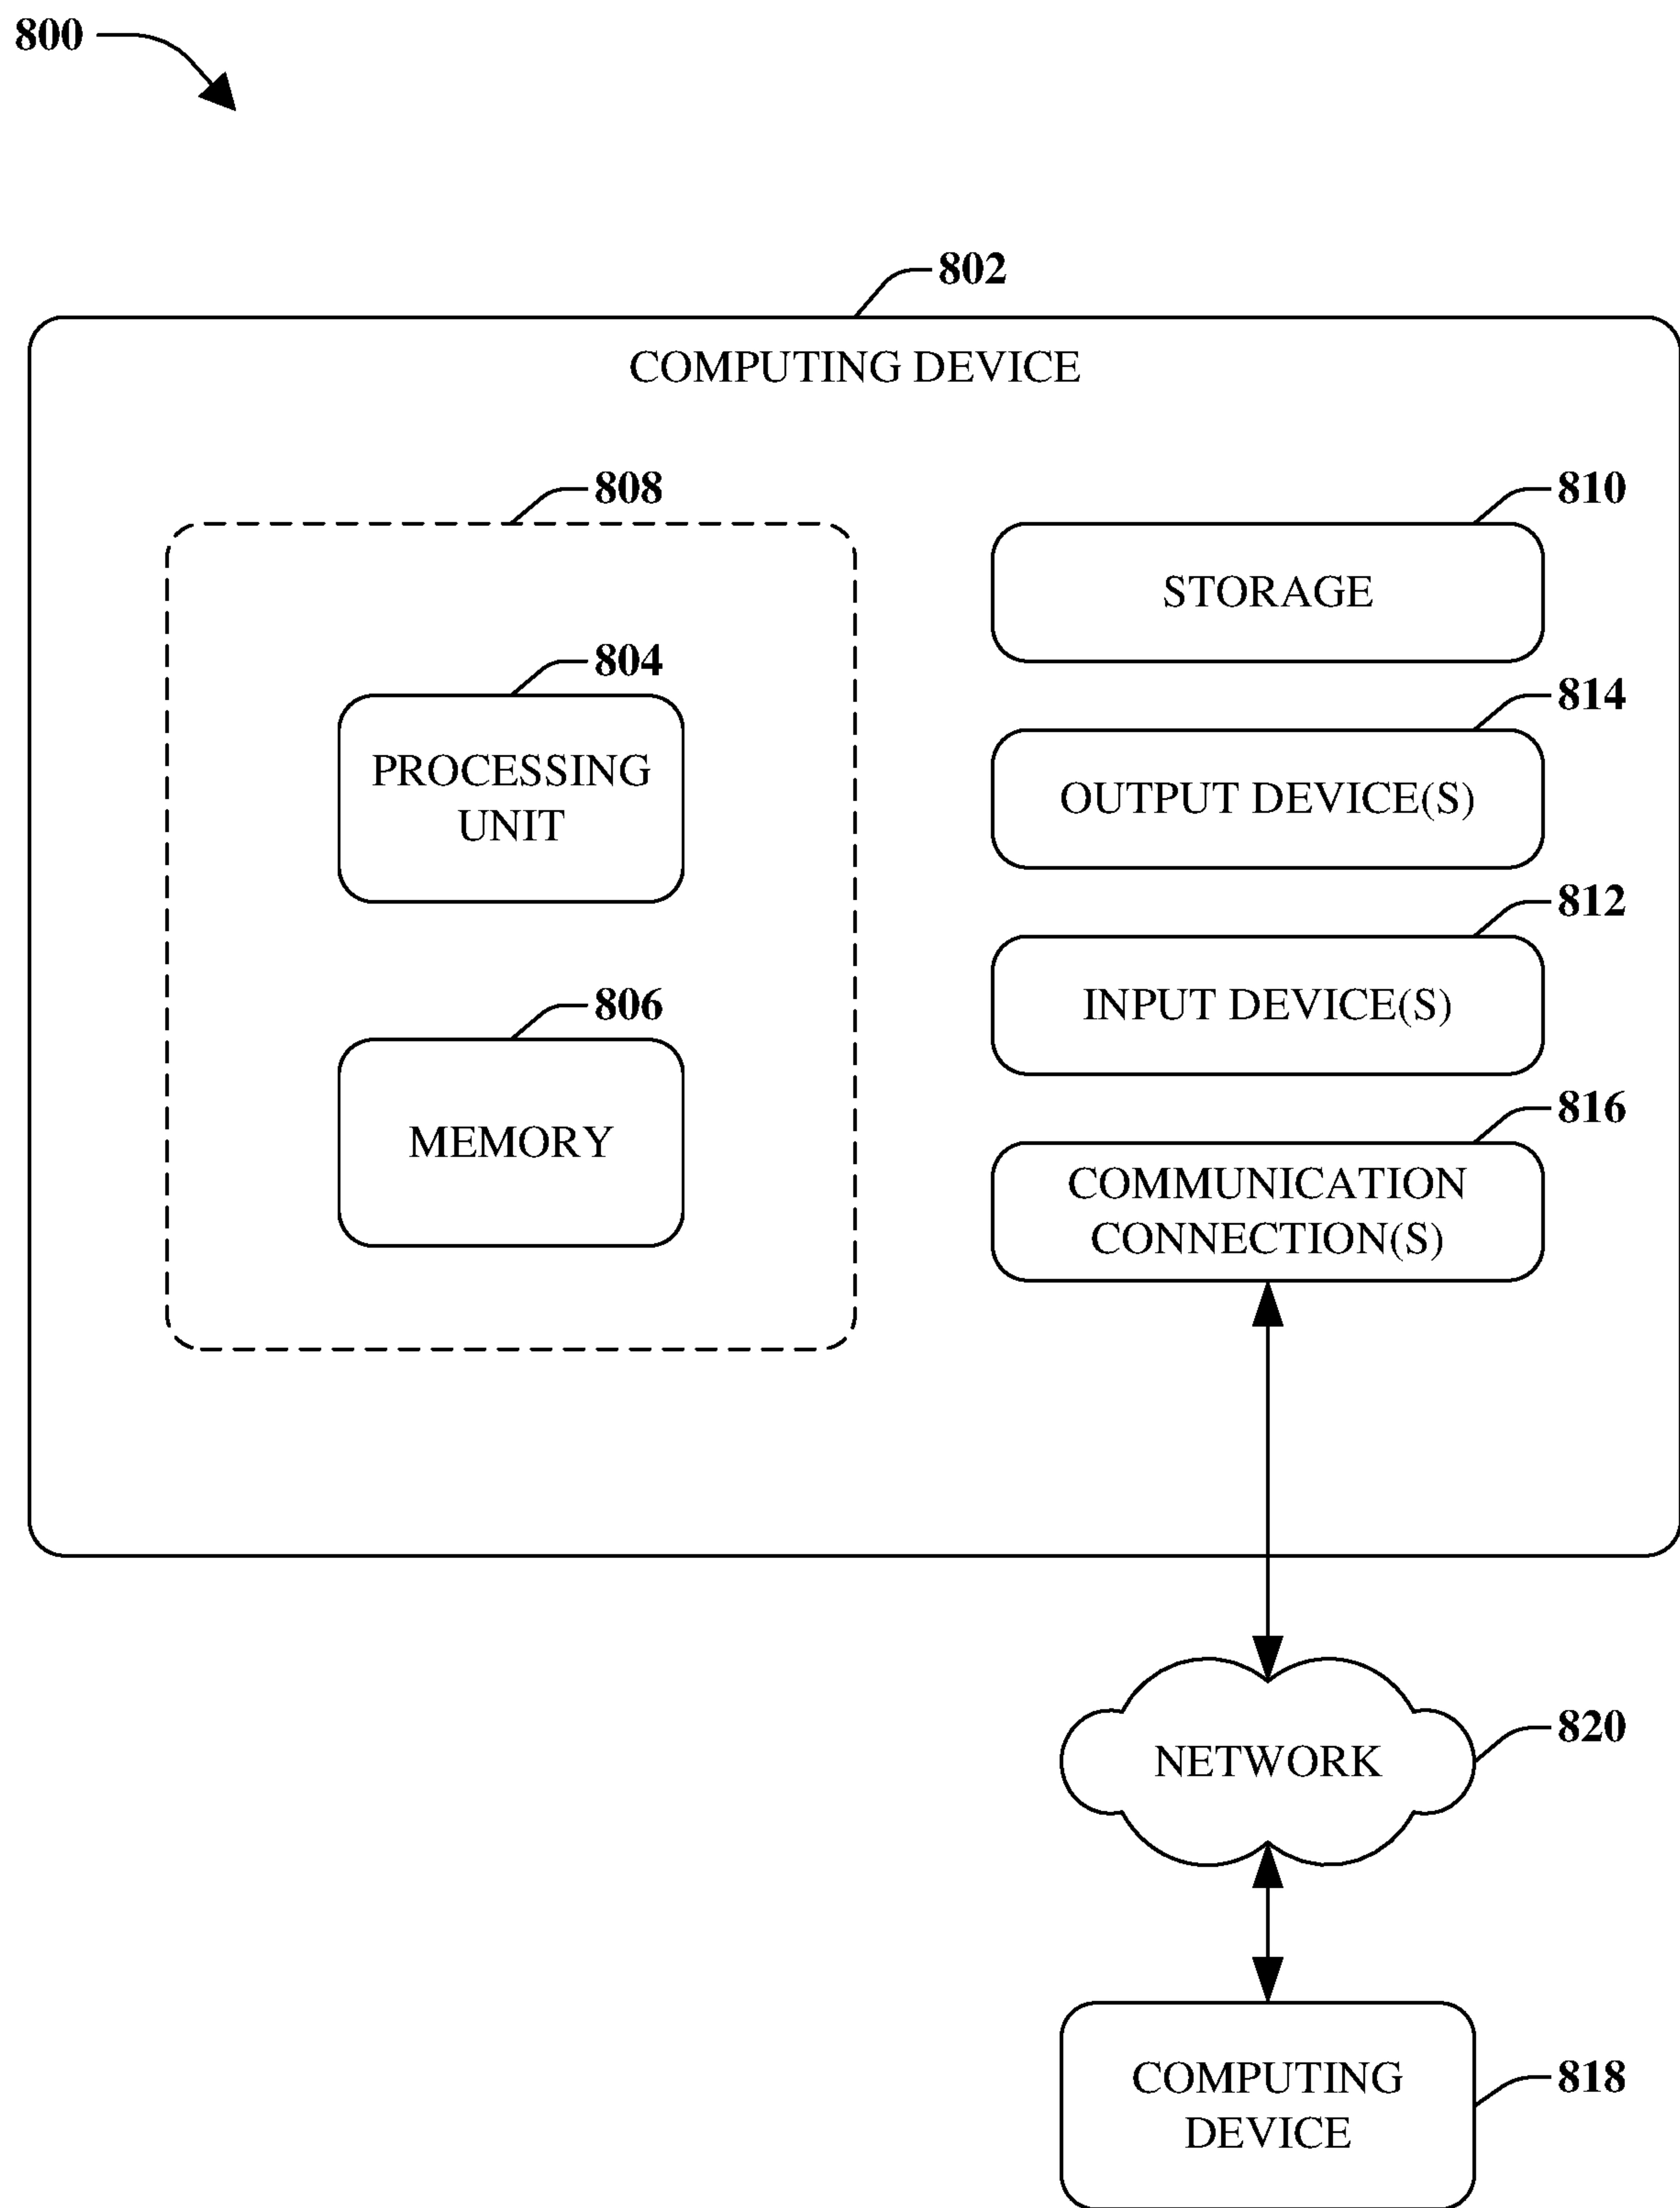 800
802
COMPUTING DEVICE
808
810
STORAGE
804
PROCESSING
UNIT
814
OUTPUT DEVICE(S)
812
INPUT DEVICE(S)
806
MEMORY
816
COMMUNICATION
CONNECTION(S)
820
NETWORK
818
COMPUTING
DEVICE